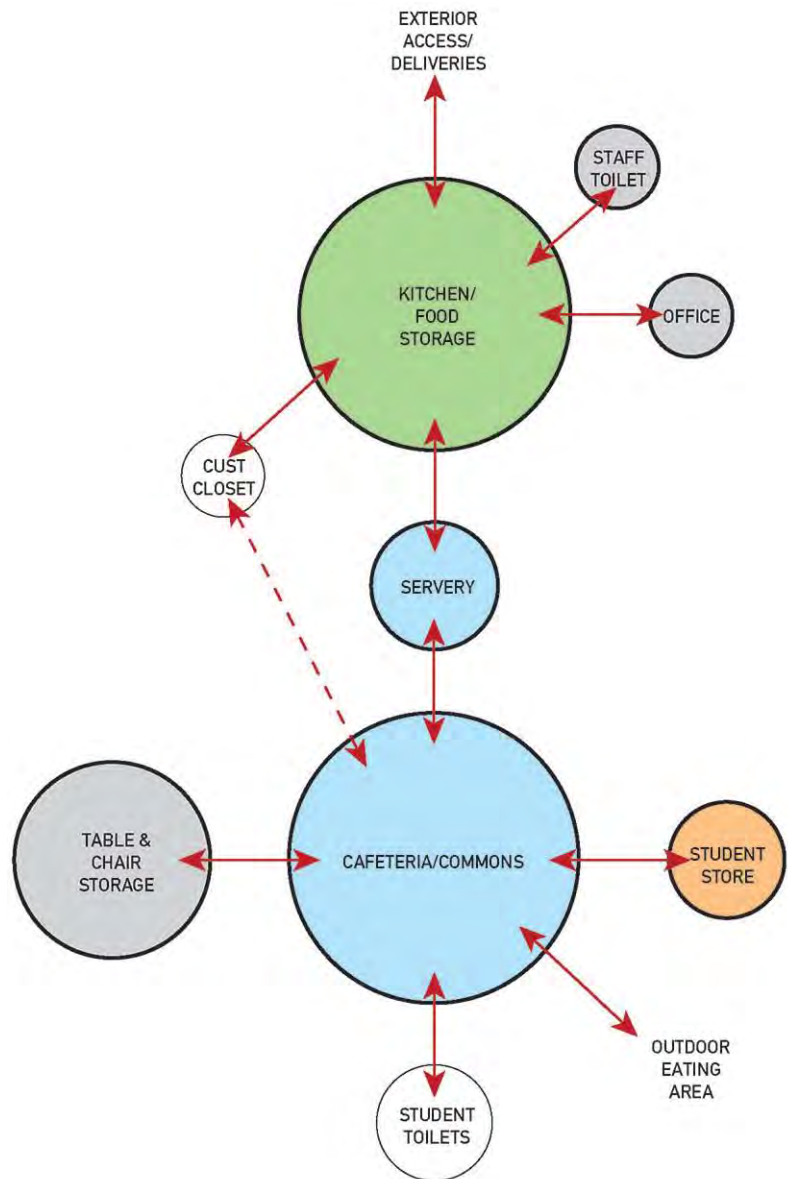 EXTERIOR
ACCESS/
DELIVERIES
STAFF
TOILET
KITCHEN/
FOOD
STORAGE
OFFICE
CUST
CLOSET
SERVERY
TABLE &
CHAIR
STORAGE
CAFETERIA/COMMONS
STUDENT
STORE
OUTDOOR
EATING
AREA
STUDENT
TOILETS